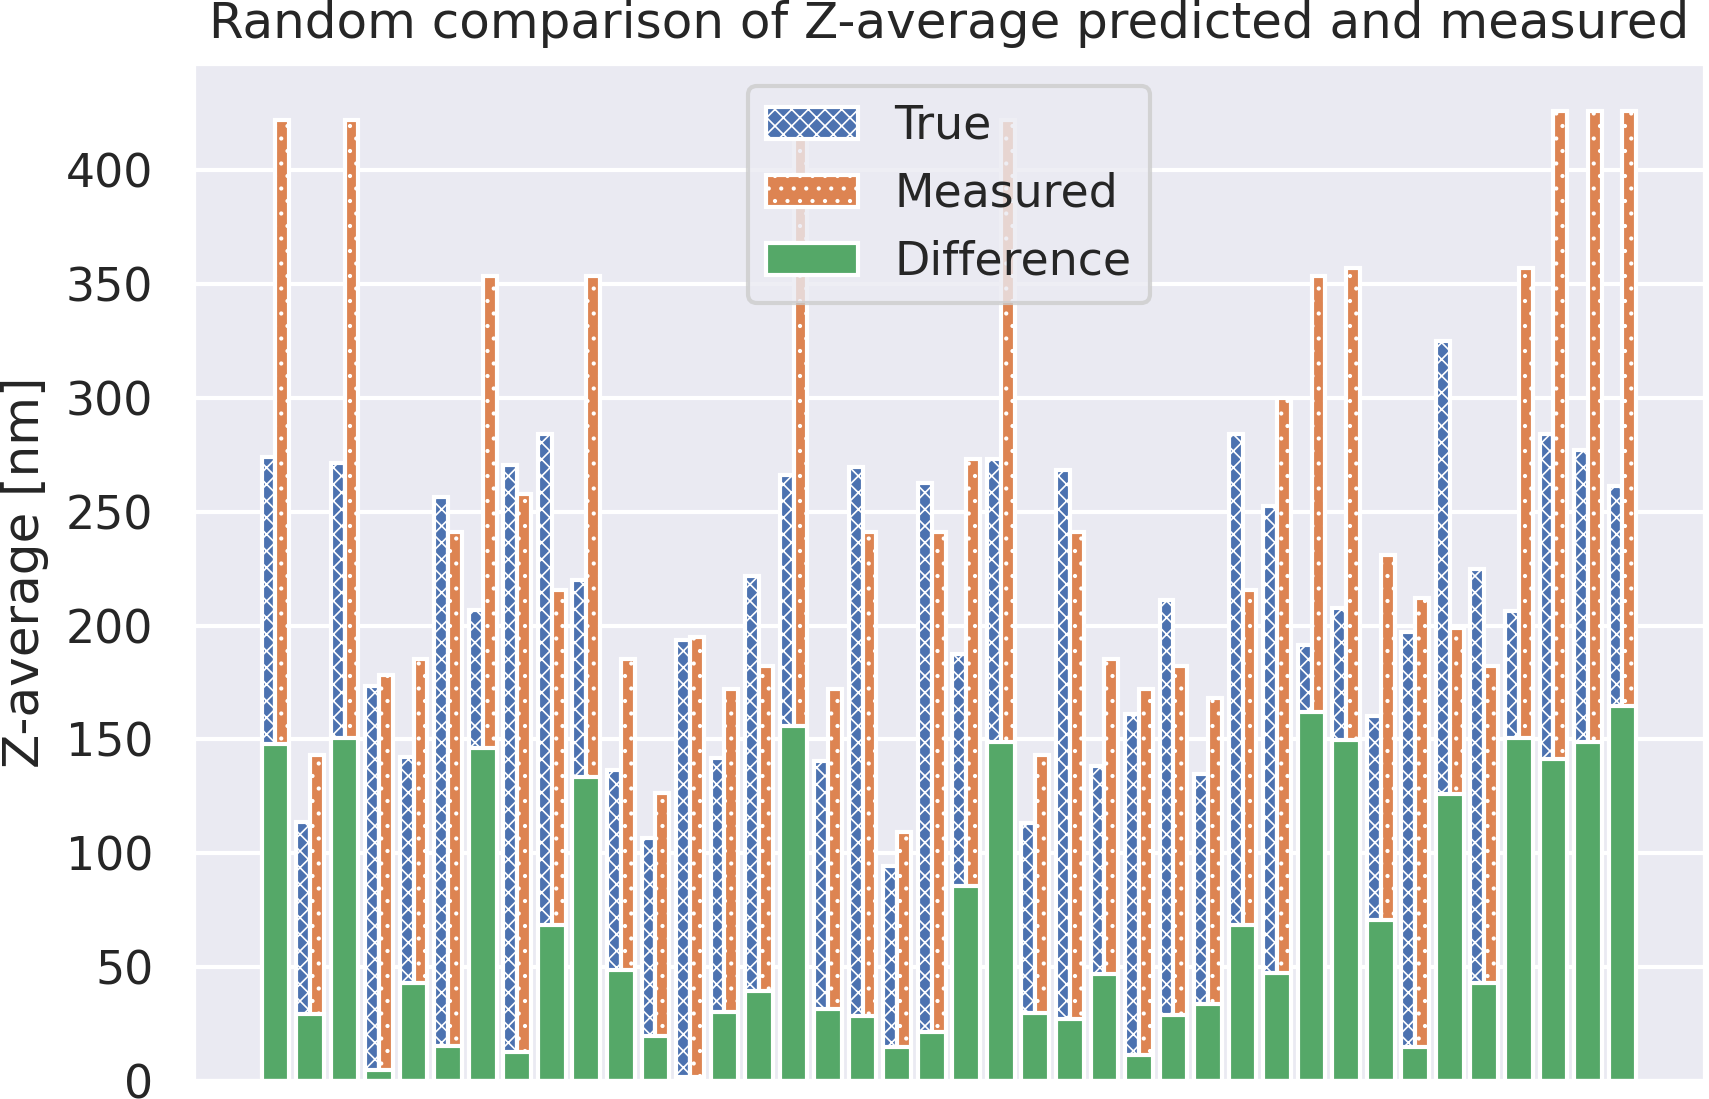 Random comparison of Z-average predicted and measured
Z-average [nm]
400
350
300
250
200
150
100
50
0
True
Measured
Difference